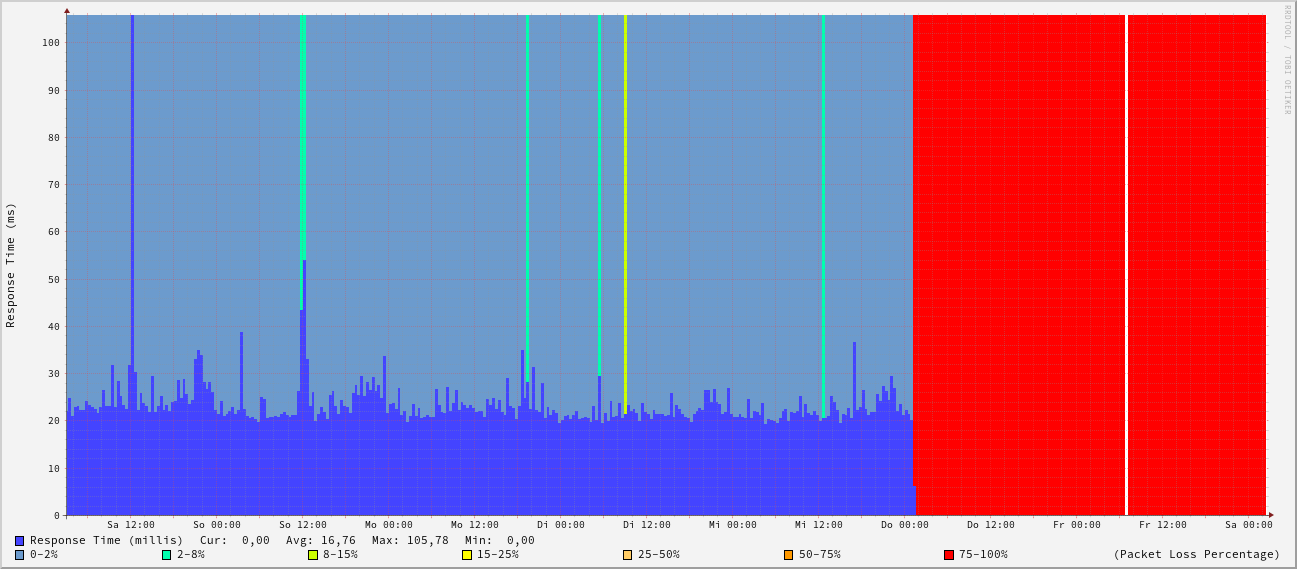 RRDTOOL / TOBI OETIKER
Response Time (ms)
100
90
80
70
60
50
40
30
20
10
0
Sa 12:00 So 00:00 So 12:00 Mo 00:00 Mo 12:00 Di 00:00 Di 12:00 Mi 00:00 Mi 12:00 Do 00:00 Do 12:00 Fr 00:00 Fr 12:00 Sa 00:00
Response Time (millis) Cur: 0,00 Avg: 16,76 Max: 105,78 Min: 0,00
0-2% 2-8% 8-15% 15-25% 25-50% 50-75% 75-100% (Packet Loss Percentage)